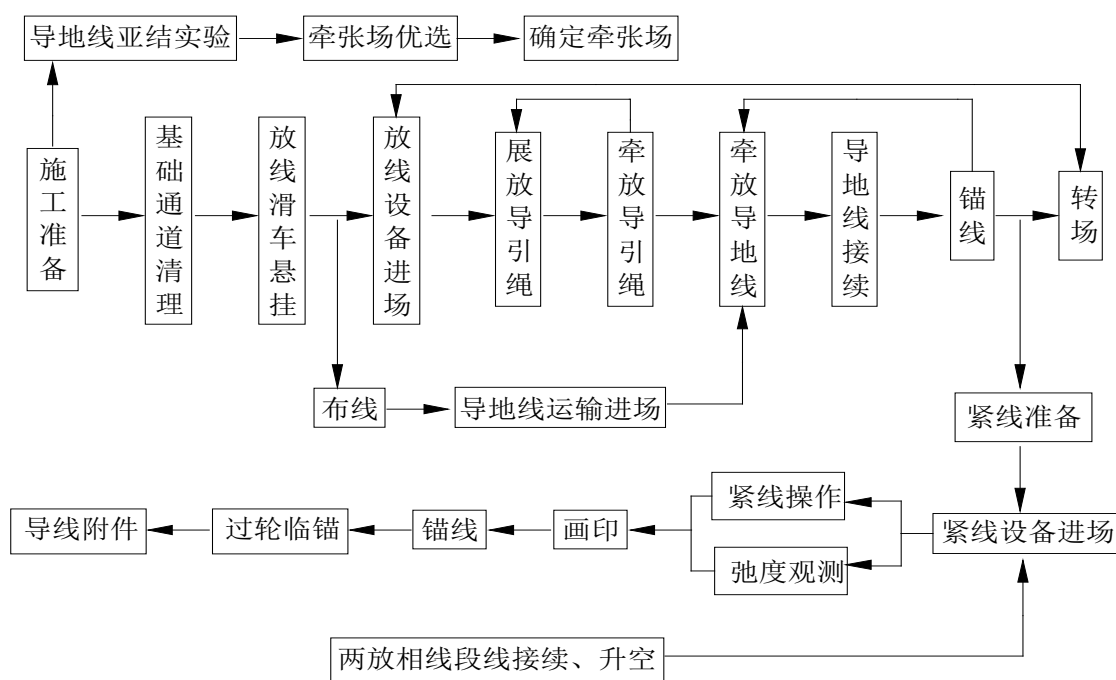 导地线亚结实验
牵张场优选
确定牵张场
施工准备
基础通道清理
放线滑车悬挂
放线设备进场
展放导引绳
牵放导引绳
牵放导地线
导地线接续
锚线
转场
布线
导地线运输进场
紧线准备
紧线操作
导线附件
过轮临锚
锚线
画印
紧线设备进场
弛度观测
两放相线段线接续、升空